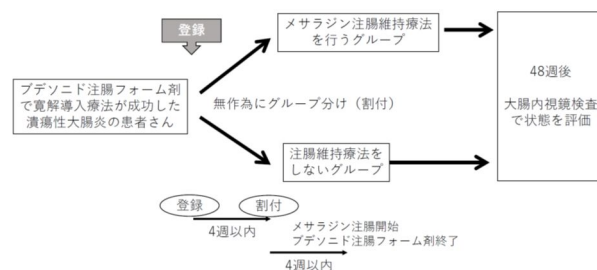 登録
メサラジン注腸維持療法
を行うグループ
ブデソニド注腸フォーム剤
で寛解導入療法が成功した
潰瘍性大腸炎の患者さん
無作為にグループ分け（割付）
48週後
大腸内視鏡検査
で状態を評価
注腸維持療法を
しないグループ
登録
割付
4週以内
メサラジン注腸開始
ブデソニド注腸フォーム剤終了
4週以内